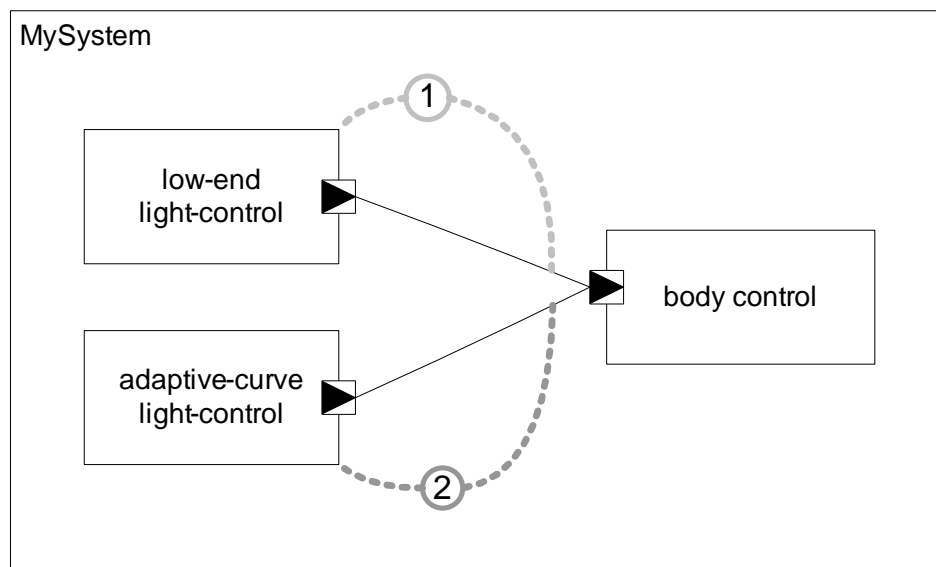 MySystem
1
low-end
light-control
body control
adaptive-curve
light-control
2